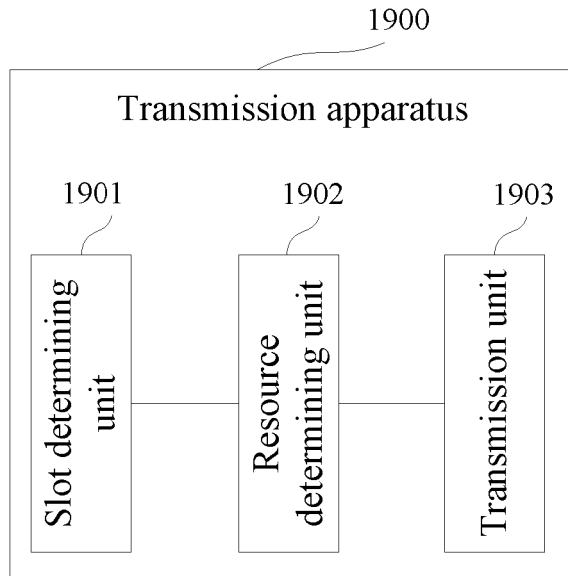 1900
Transmission apparatus
1901
1902
1903
Slot determining
unit
Resource
determining unit
Transmission unit